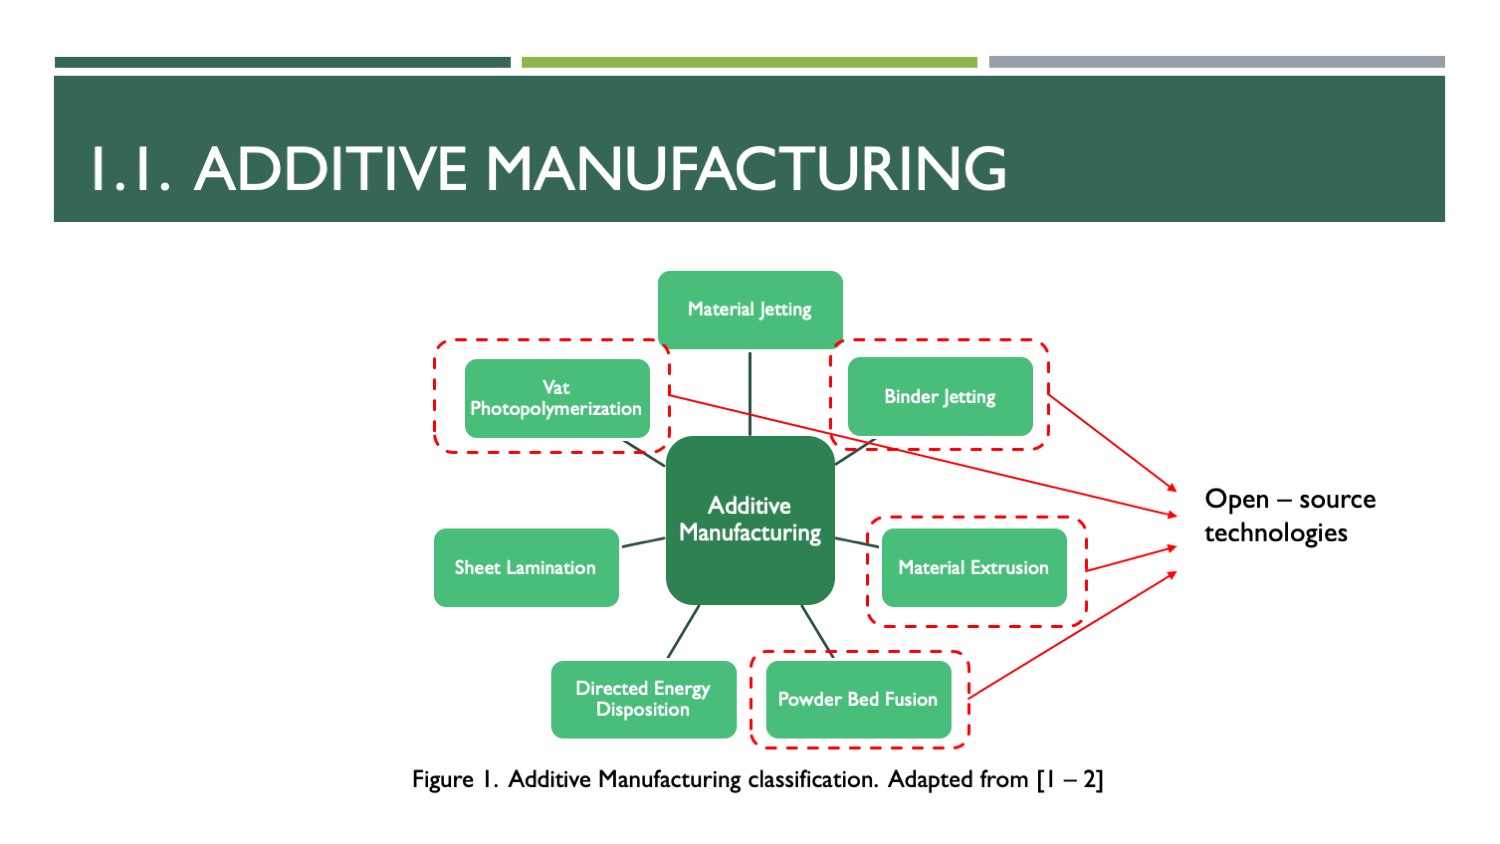 1.1. ADDITIVE MANUFACTURING
Material Jetting
Vat
Photopolymerization
Binder Jetting
Additive
Manufacturing
Open – source
technologies
Sheet Lamination
Material Extrusion
Directed Energy
Disposition
Powder Bed Fusion
Figure 1. Additive Manufacturing classification. Adapted from [1 – 2]